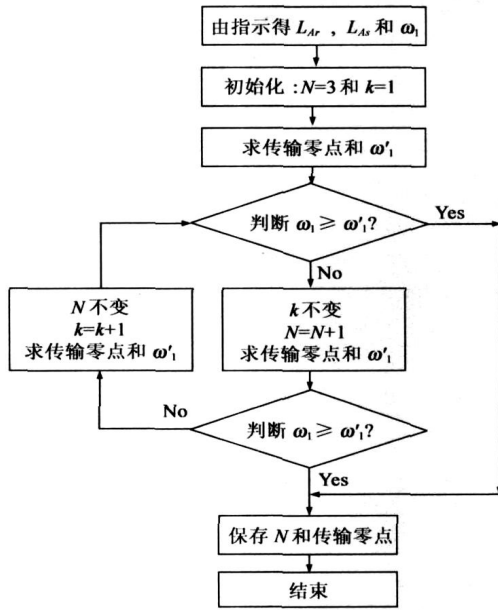 由指示得 L_Ar , L_As 和 ω₁
初始化:N=3 和 k=1
求传输零点和 ω'₁
判断 ω₁ ≥ ω'₁?
Yes
No
N 不变
k=k+1
求传输零点和 ω'₁
k 不变
N=N+1
求传输零点和 ω'₁
No
判断 ω₁ ≥ ω'₁?
Yes
保存 N 和传输零点
结束